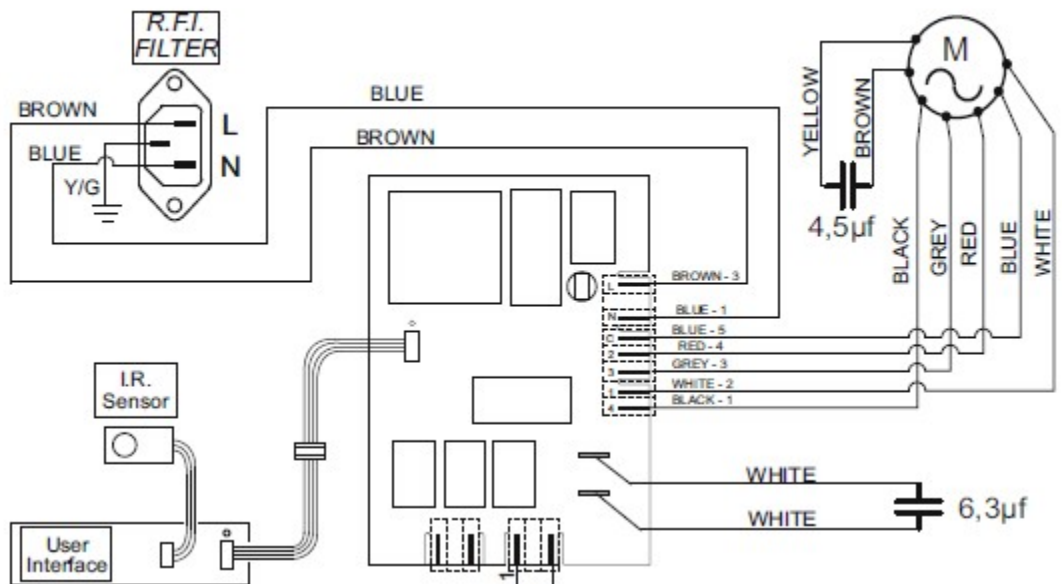 R.F.I.
FILTER
BROWN
L
BLUE
N
Y/G
BLUE
BROWN
M
YELLOW
BROWN
4,5µf
BLACK
GREY
RED
BLUE
WHITE
L
BROWN - 3
N
BLUE - 1
C
BLUE - 5
2
RED - 4
3
GREY - 3
1
WHITE - 2
4
BLACK - 1
I.R.
Sensor
WHITE
WHITE
6,3µf
User
Interface
1